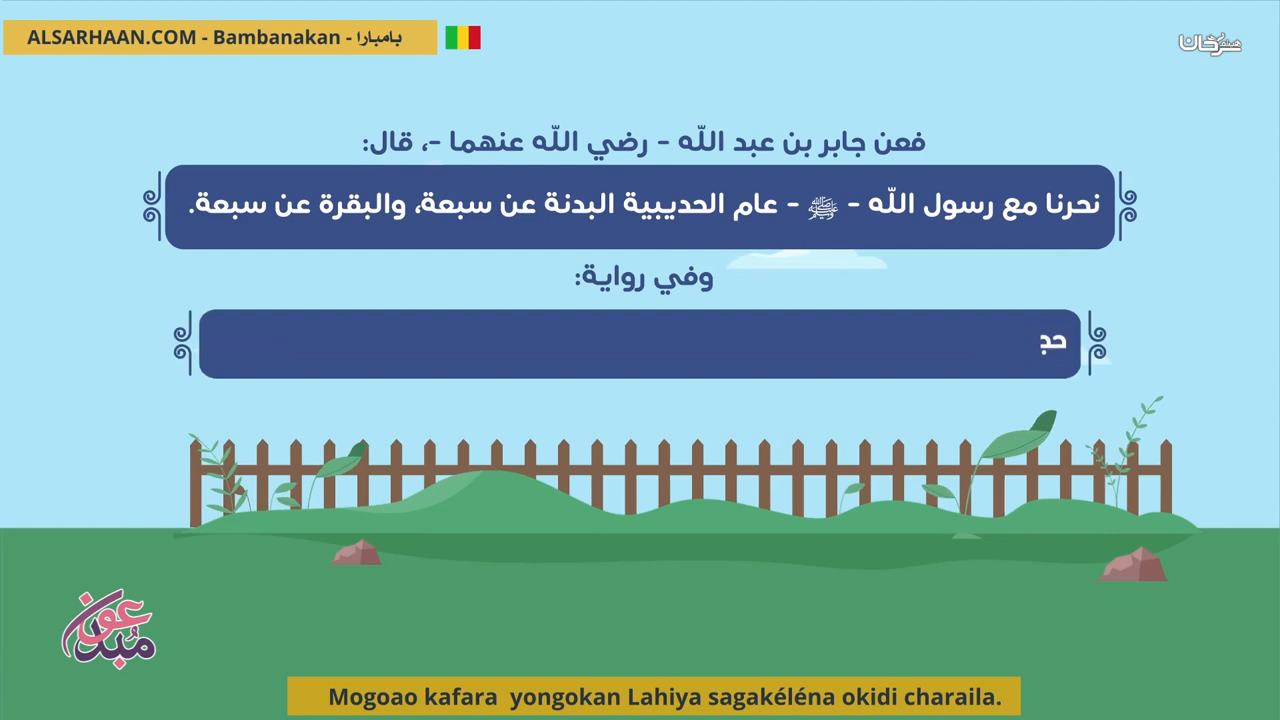 ALSARHAAN.COM - Bambanakan - بامبارا
فعن جابر بن عبد الله - رضي الله عنهما -، قال:
نحرنا مع رسول الله - ﷺ - عام الحديبية البدنة عن سبعة، والبقرة عن سبعة.
وفي رواية:
حج
مبدعون
Mogoao kafara yongokan Lahiya sagakéléna okidi charaila.